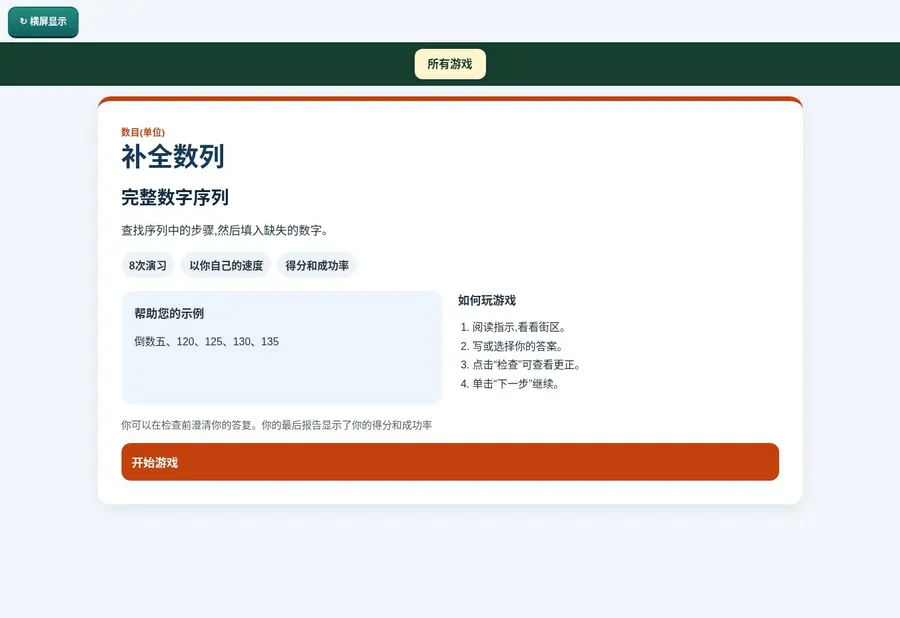 ↻ 横屏显示
所有游戏
数目(单位)
补全数列
完整数字序列
查找序列中的步骤,然后填入缺失的数字。
8次演习
以你自己的速度
得分和成功率
帮助您的示例
倒数五、120、125、130、135
如何玩游戏
1. 阅读指示,看看街区。
2. 写或选择你的答案。
3. 点击“检查”可查看更正。
4. 单击“下一步”继续。
你可以在检查前澄清你的答复。你的最后报告显示了你的得分和成功率
开始游戏